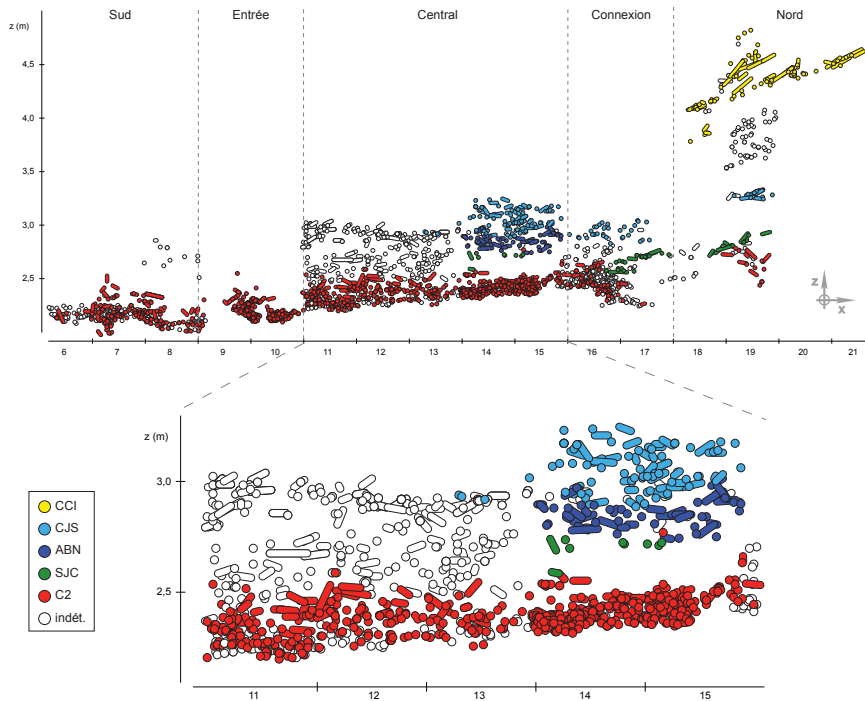 z (m)
Sud
Entrée
Central
Connexion
Nord
4,5
4,0
3,5
3,0
2,5
z
x
6
7
8
9
10
11
12
13
14
15
16
17
18
19
20
21
z (m)
3,0
2,5
CCI
CJS
ABN
SJC
C2
indét.
11
12
13
14
15